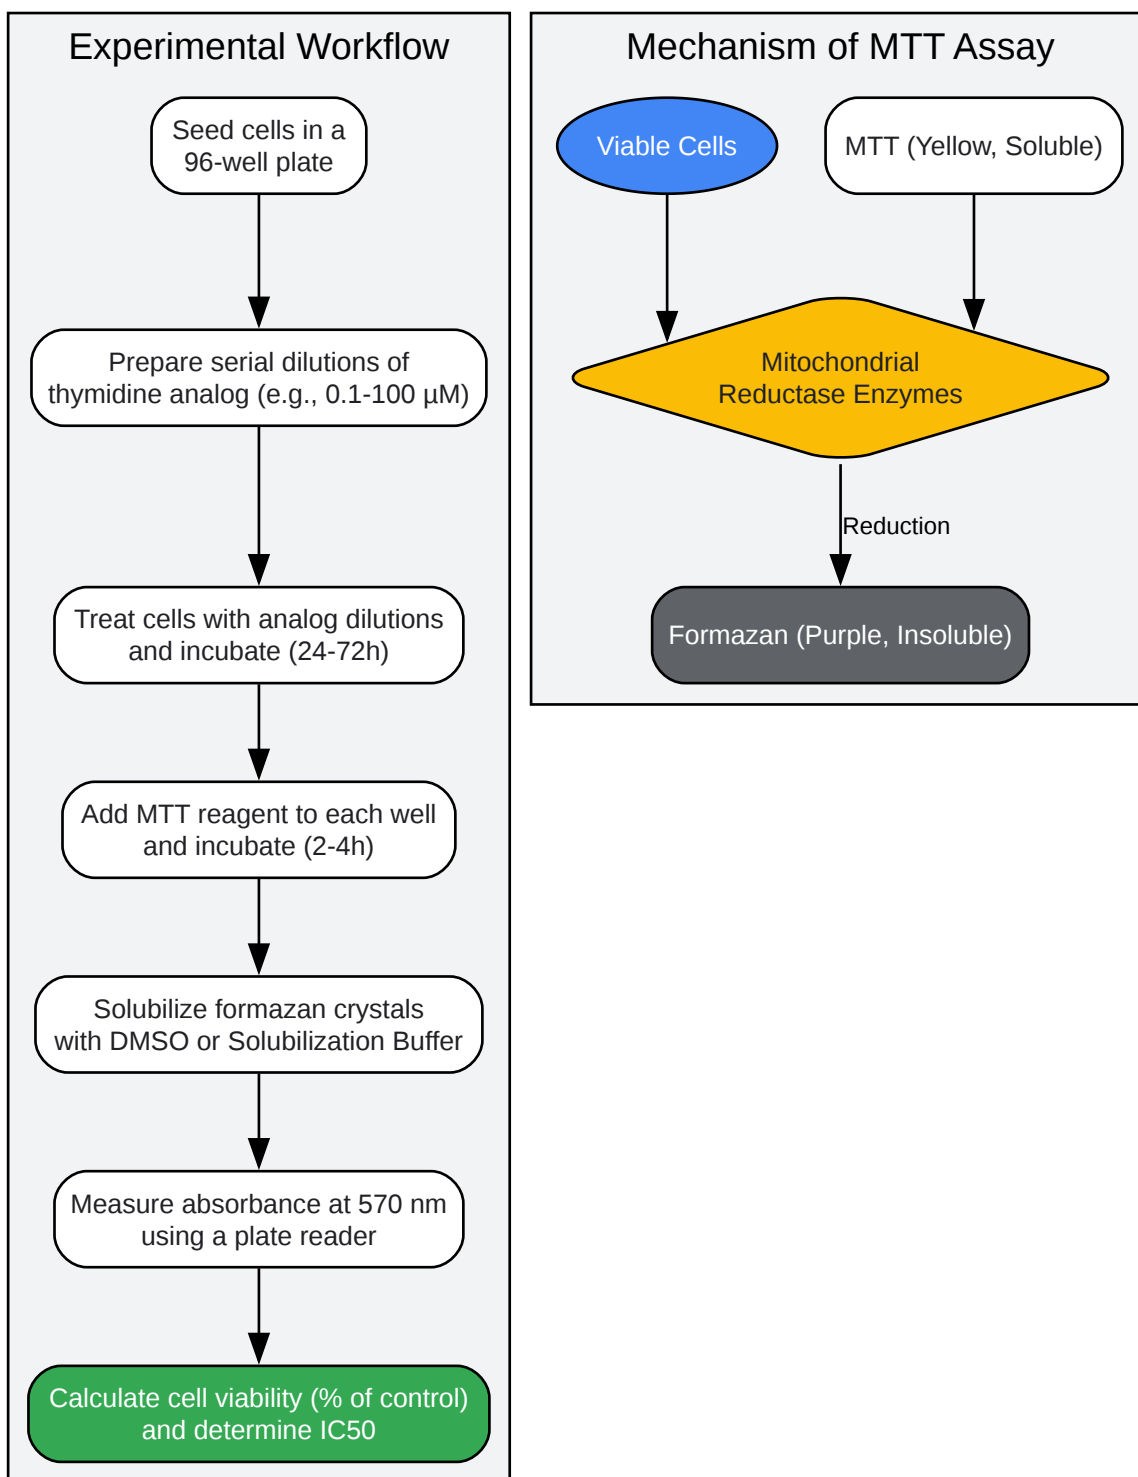 Experimental Workflow
Seed cells in a
96-well plate
Prepare serial dilutions of
thymidine analog (e.g., 0.1-100 µM)
Treat cells with analog dilutions
and incubate (24-72h)
Add MTT reagent to each well
and incubate (2-4h)
Solubilize formazan crystals
with DMSO or Solubilization Buffer
Measure absorbance at 570 nm
using a plate reader
Calculate cell viability (% of control)
and determine IC50
Mechanism of MTT Assay
Viable Cells
MTT (Yellow, Soluble)
Mitochondrial
Reductase Enzymes
Reduction
Formazan (Purple, Insoluble)